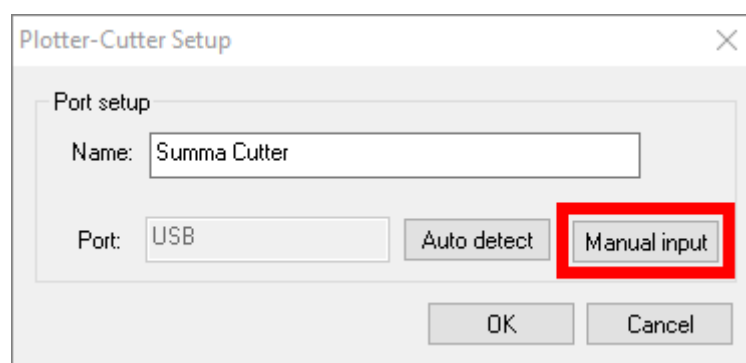 Plotter-Cutter Setup
Port setup
Name: Summa Cutter
Port: USB Auto detect Manual input
OK Cancel